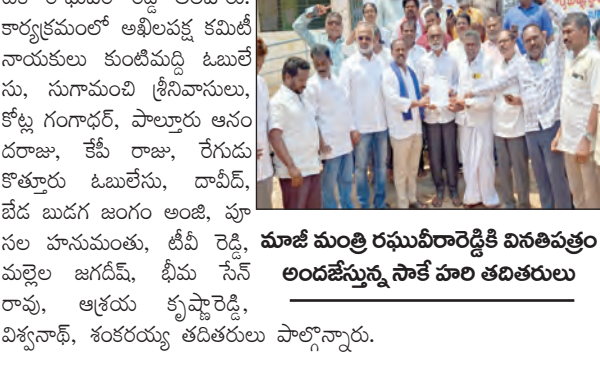 కార్యక్రమంలో అఖిలపక్ష కమిటీ
నాయకులు కుంటిమద్ది ఓబులే
సు, సుగామంచి శ్రీనివాసులు,
కోట్ల గంగాధర్, పాల్తూరు ఆనం
దరాజు, కేపీ రాజు, రేగుడు
కొత్తూరు ఓబులేసు, దావీద్,
బేడ బుడగ జంగం అంజి, పూ
సల హనుమంతు, టీవీ రెడ్డి,
మల్లెల జగదీష్, భీమ సేన్
రావు, ఆశ్రయ కృష్ణారెడ్డి,
విశ్వనాథ్, శంకరయ్య తదితరులు పాల్గొన్నారు.
మాజీ మంత్రి రఘువీరారెడ్డికి వినతిపత్రం
అందజేస్తున్న సాకే హరి తదితరులు